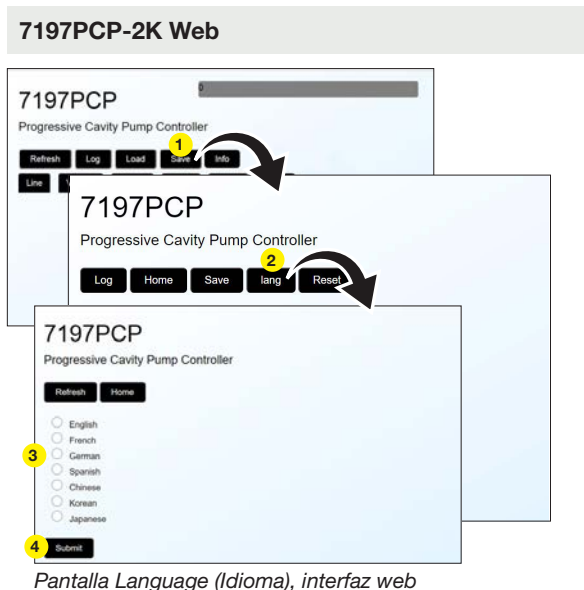 7197PCP-2K Web
0
7197PCP
Progressive Cavity Pump Controller
1
Refresh Log Load Save Info
Line
7197PCP
Progressive Cavity Pump Controller
2
Log Home Save lang Reset
7197PCP
Progressive Cavity Pump Controller
Refresh Home
English
French
3 German
Spanish
Chinese
Korean
Japanese
4 Submit
Pantalla Language (Idioma), interfaz web